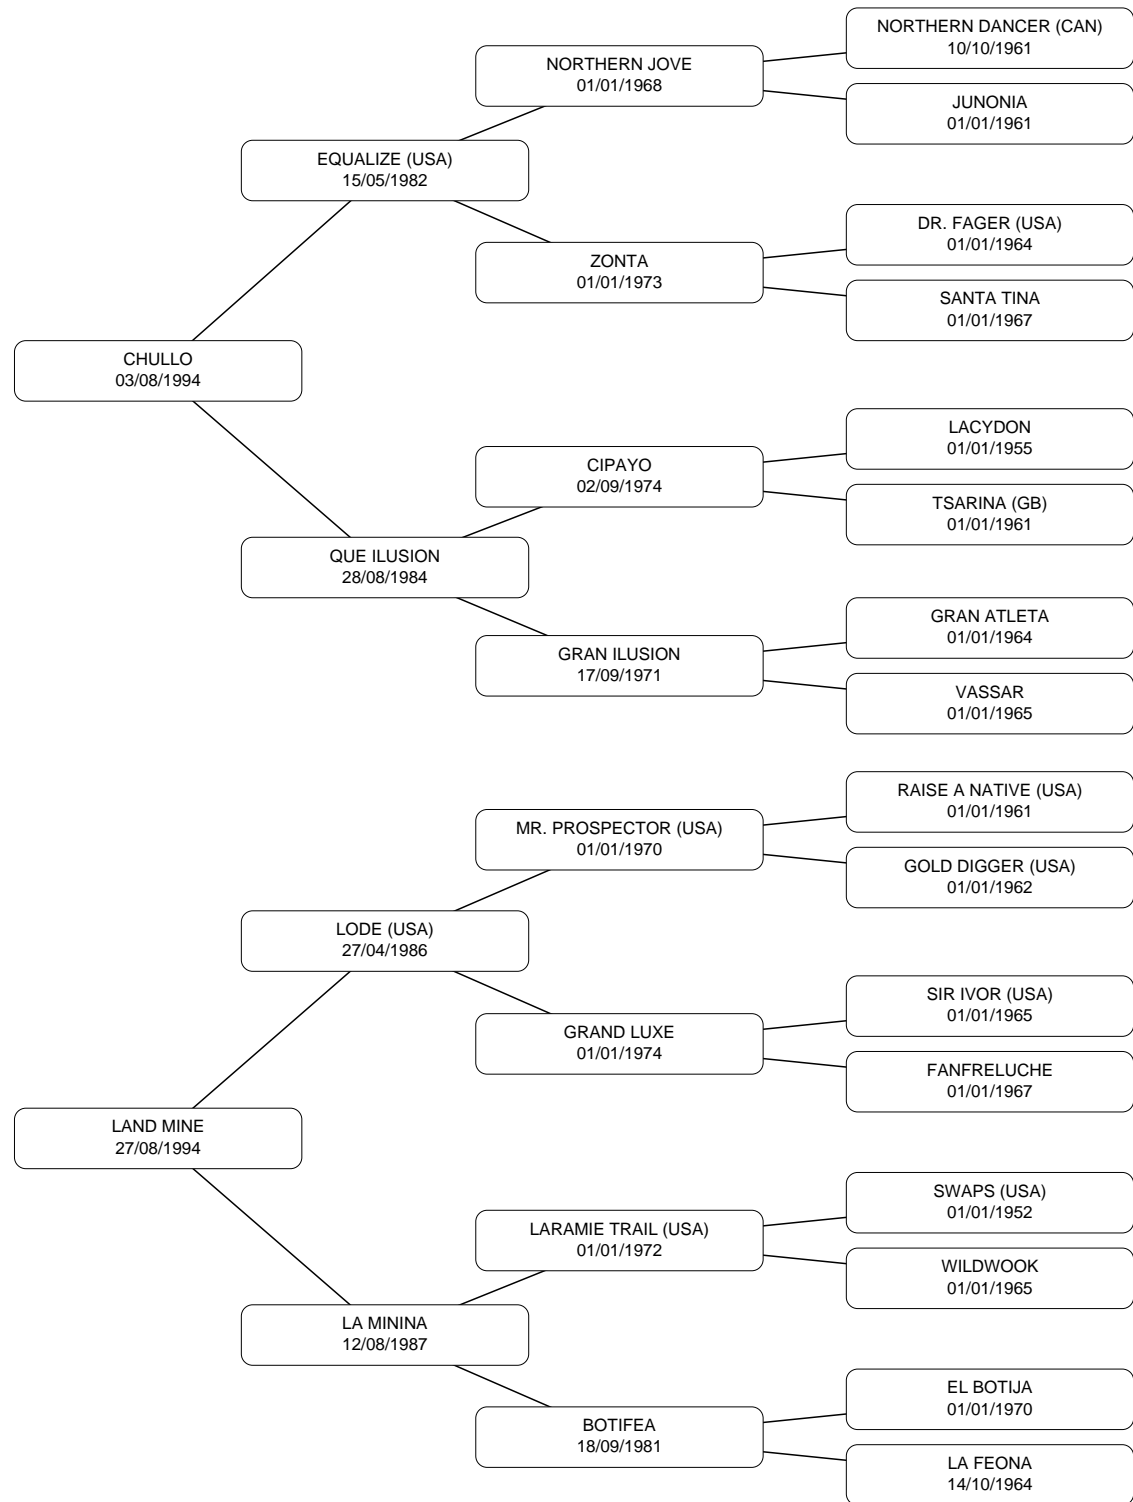 NORTHERN DANCER (CAN)
10/10/1961
NORTHERN JOVE
01/01/1968
JUNONIA
01/01/1961
EQUALIZE (USA)
15/05/1982
DR. FAGER (USA)
01/01/1964
ZONTA
01/01/1973
SANTA TINA
01/01/1967
CHULLO
03/08/1994
LACYDON
01/01/1955
CIPAYO
02/09/1974
TSARINA (GB)
01/01/1961
QUE ILUSION
28/08/1984
GRAN ATLETA
01/01/1964
GRAN ILUSION
17/09/1971
VASSAR
01/01/1965
RAISE A NATIVE (USA)
01/01/1961
MR. PROSPECTOR (USA)
01/01/1970
GOLD DIGGER (USA)
01/01/1962
LODE (USA)
27/04/1986
SIR IVOR (USA)
01/01/1965
GRAND LUXE
01/01/1974
FANFRELUCHE
01/01/1967
LAND MINE
27/08/1994
SWAPS (USA)
01/01/1952
LARAMIE TRAIL (USA)
01/01/1972
WILDWOOK
01/01/1965
LA MININA
12/08/1987
EL BOTIJA
01/01/1970
BOTIFEA
18/09/1981
LA FEONA
14/10/1964